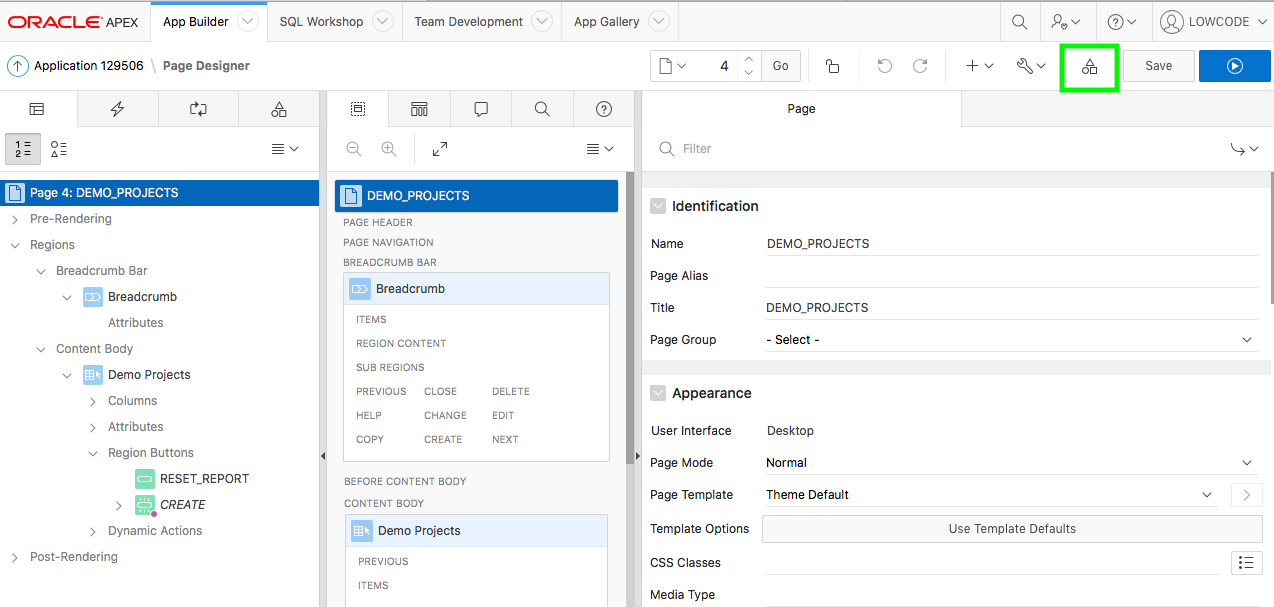 ORACLE APEX App Builder SQL Workshop Team Development App Gallery LOWCODE
Application 129506 \ Page Designer 4 Go Save
Page
Filter
Page 4: DEMO_PROJECTS
Pre-Rendering
Regions
Breadcrumb Bar
Breadcrumb
Attributes
Content Body
Demo Projects
Columns
Attributes
Region Buttons
RESET_REPORT
CREATE
Dynamic Actions
Post-Rendering
DEMO_PROJECTS
PAGE HEADER
PAGE NAVIGATION
BREADCRUMB BAR
Breadcrumb
ITEMS
REGION CONTENT
SUB REGIONS
PREVIOUS CLOSE DELETE
HELP CHANGE EDIT
COPY CREATE NEXT
BEFORE CONTENT BODY
CONTENT BODY
Demo Projects
PREVIOUS
ITEMS
Identification
Name DEMO_PROJECTS
Page Alias
Title DEMO_PROJECTS
Page Group - Select -
Appearance
User Interface Desktop
Page Mode Normal
Page Template Theme Default
Template Options Use Template Defaults
CSS Classes
Media Type